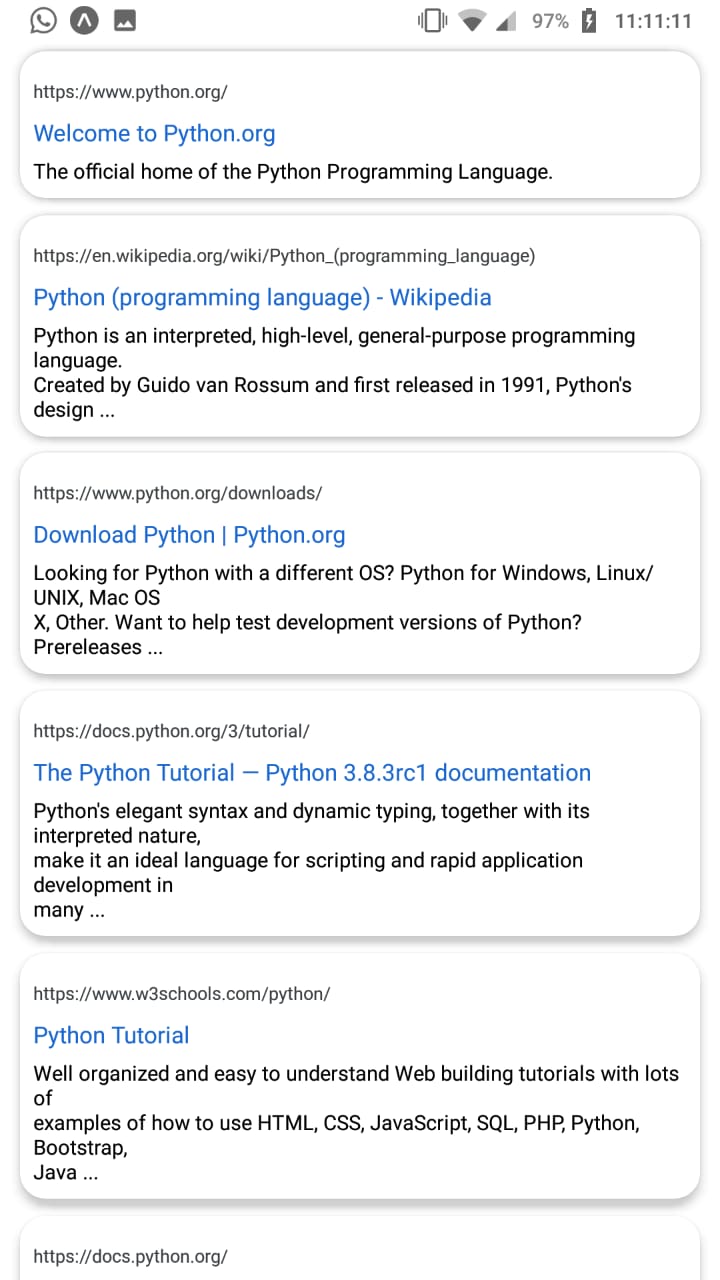 97% 11:11:11
https://www.python.org/
Welcome to Python.org
The official home of the Python Programming Language.
https://en.wikipedia.org/wiki/Python_(programming_language)
Python (programming language) - Wikipedia
Python is an interpreted, high-level, general-purpose programming
language.
Created by Guido van Rossum and first released in 1991, Python's
design ...
https://www.python.org/downloads/
Download Python | Python.org
Looking for Python with a different OS? Python for Windows, Linux/
UNIX, Mac OS
X, Other. Want to help test development versions of Python?
Prereleases ...
https://docs.python.org/3/tutorial/
The Python Tutorial — Python 3.8.3rc1 documentation
Python's elegant syntax and dynamic typing, together with its
interpreted nature,
make it an ideal language for scripting and rapid application
development in
many ...
https://www.w3schools.com/python/
Python Tutorial
Well organized and easy to understand Web building tutorials with lots
of
examples of how to use HTML, CSS, JavaScript, SQL, PHP, Python,
Bootstrap,
Java ...
https://docs.python.org/